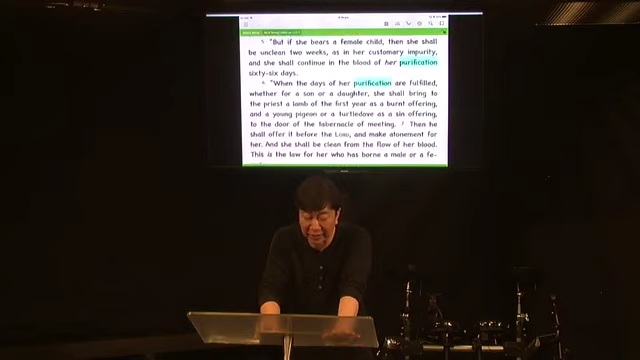 5 "But if she bears a female child, then she shall
be unclean two weeks, as in her customary impurity,
and she shall continue in the blood of her purification
sixty-six days.
6 "When the days of her purification are fulfilled,
whether for a son or a daughter, she shall bring to
the priest a lamb of the first year as a burnt offering,
and a young pigeon or a turtledove as a sin offering,
to the door of the tabernacle of meeting. 7 Then he
shall offer it before the LORD, and make atonement for
her. And she shall be clean from the flow of her blood.
This is the law for her who has borne a male or a fe-